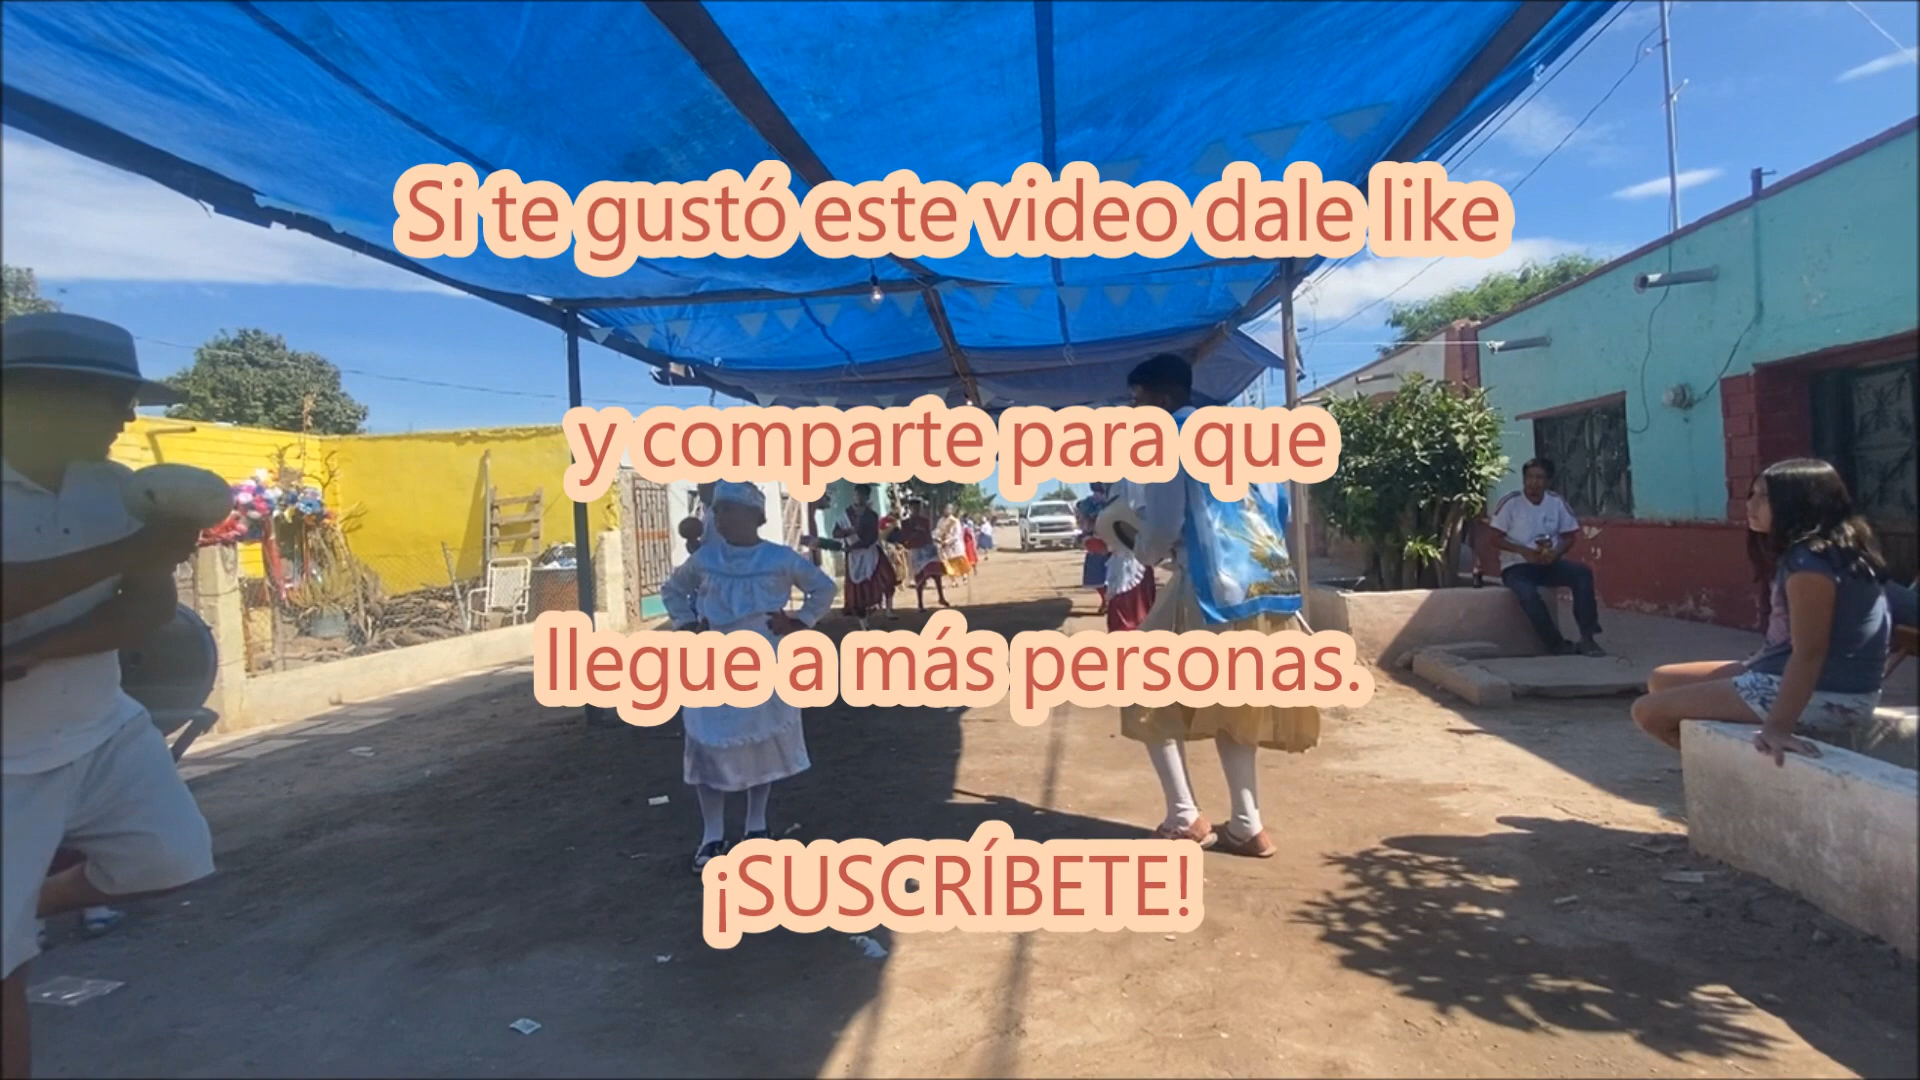 Si te gustó este video dale like
y comparte para que
llegue a más personas.
¡SUSCRÍBETE!